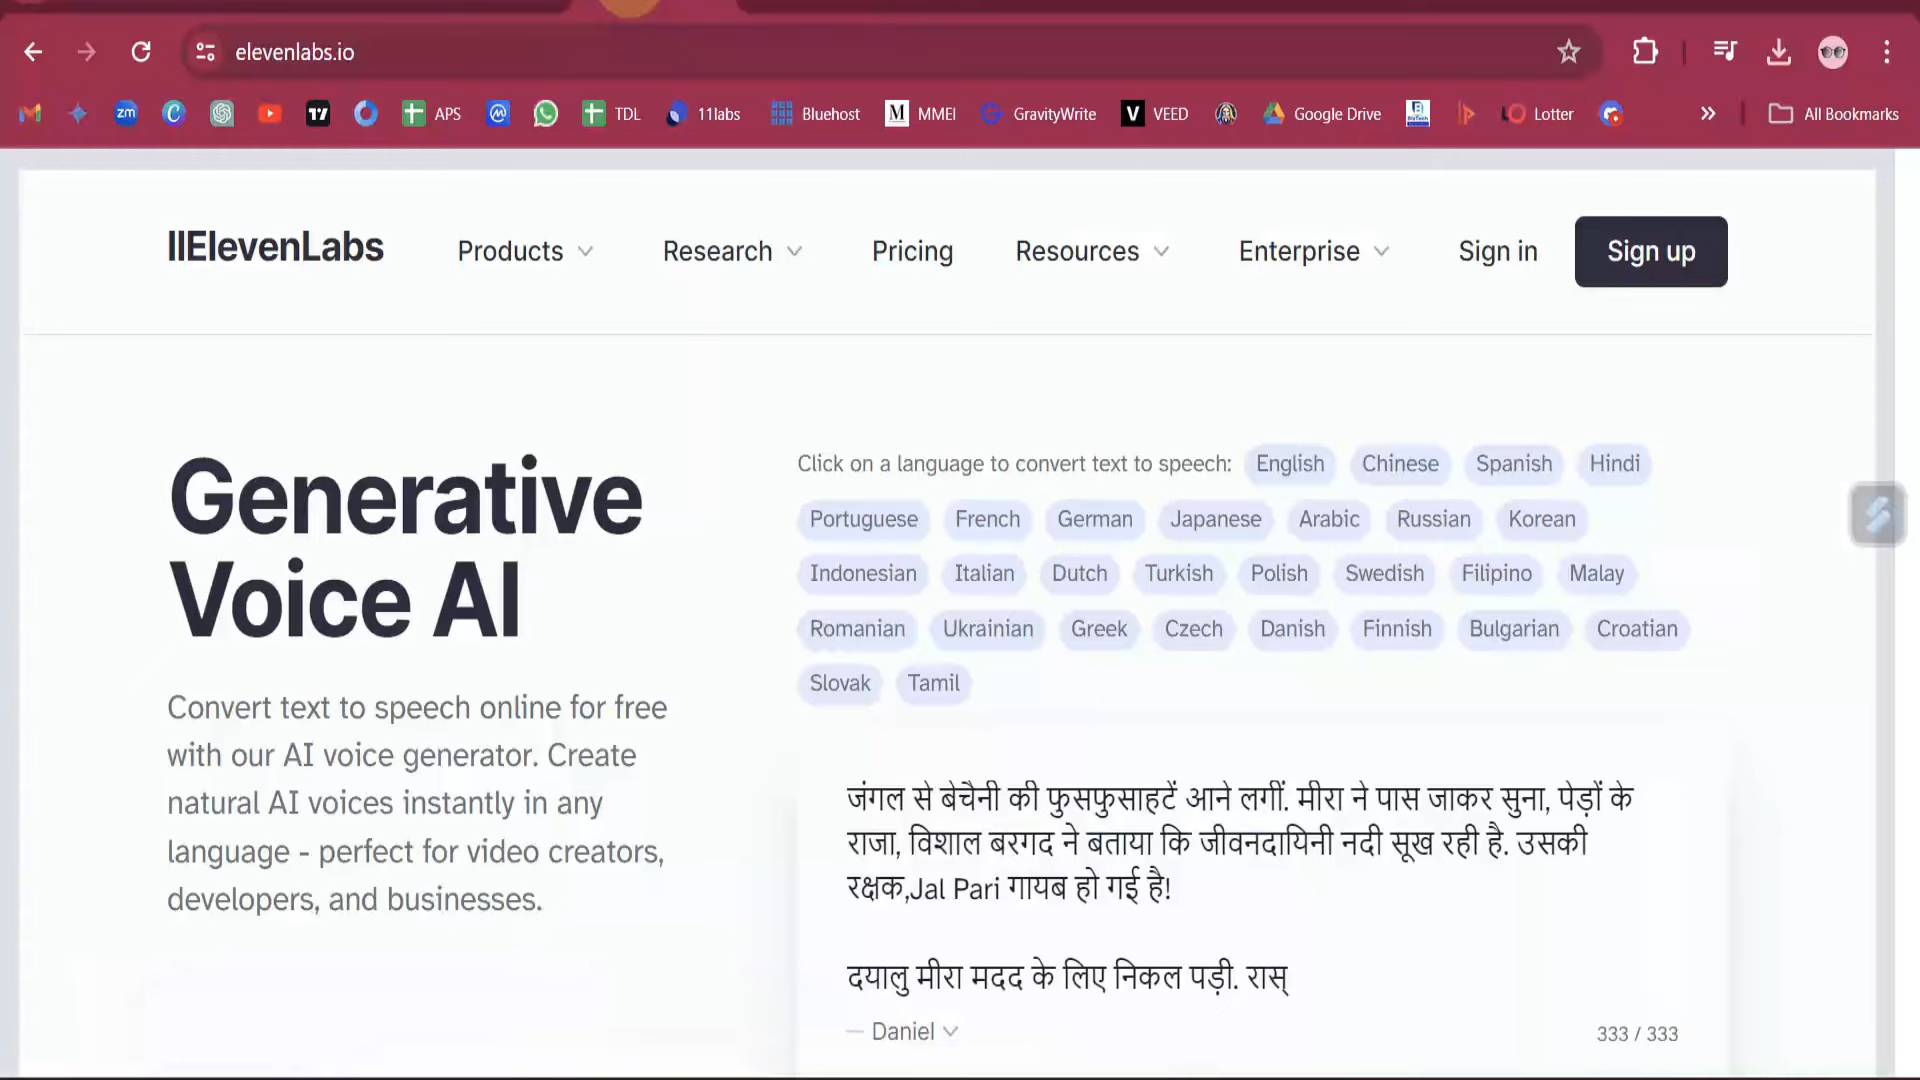 elevenlabs.io
zm APS TDL 11labs Bluehost M MMEI GravityWrite V VEED Google Drive Lotter » All Bookmarks
IIElevenLabs Products Research Pricing Resources Enterprise Sign in Sign up
Generative
Voice AI
Convert text to speech online for free
with our AI voice generator. Create
natural AI voices instantly in any
language - perfect for video creators,
developers, and businesses.
Click on a language to convert text to speech: English Chinese Spanish Hindi
Portuguese French German Japanese Arabic Russian Korean
Indonesian Italian Dutch Turkish Polish Swedish Filipino Malay
Romanian Ukrainian Greek Czech Danish Finnish Bulgarian Croatian
Slovak Tamil
जंगल से बेचैनी की फुसफुसाहटें आने लगीं. मीरा ने पास जाकर सुना, पेड़ों के
राजा, विशाल बरगद ने बताया कि जीवनदायिनी नदी सूख रही है. उसकी
रक्षक,Jal Pari गायब हो गई है!
दयालु मीरा मदद के लिए निकल पड़ी. रास्
— Daniel
333 / 333